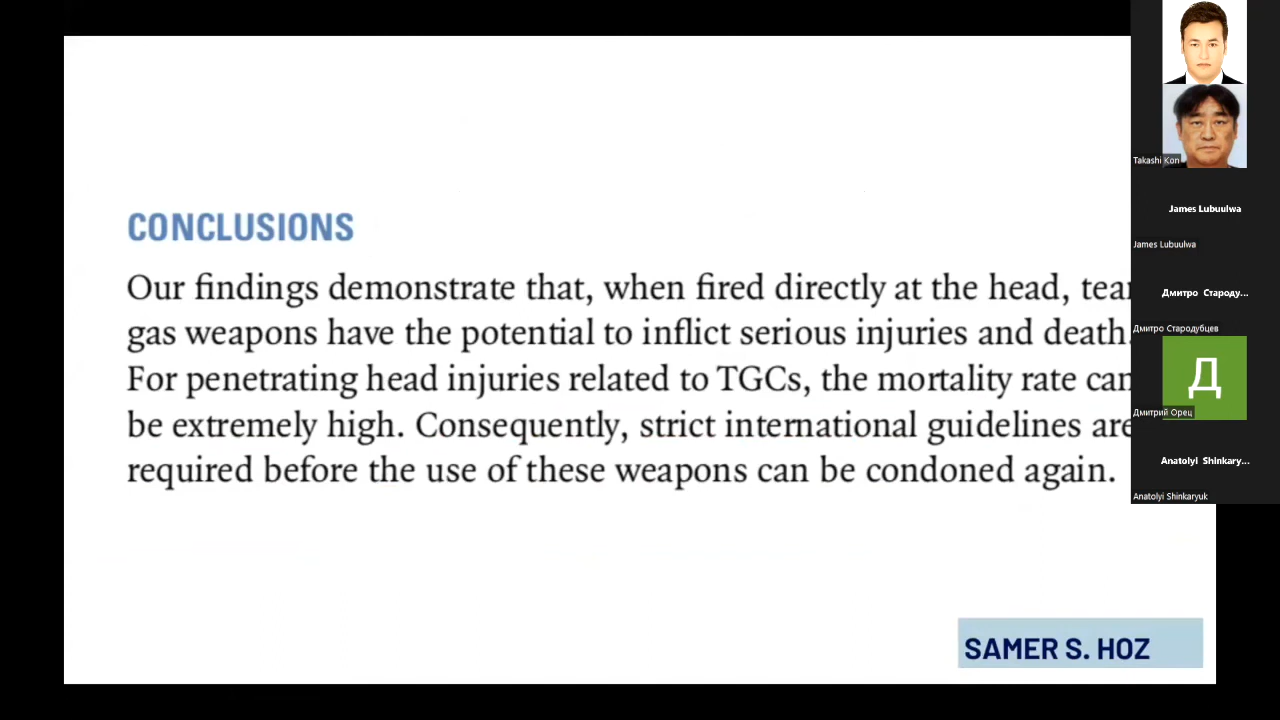 CONCLUSIONS
Our findings demonstrate that, when fired directly at the head, tear
gas weapons have the potential to inflict serious injuries and death.
For penetrating head injuries related to TGCs, the mortality rate can
be extremely high. Consequently, strict international guidelines are
required before the use of these weapons can be condoned again.
SAMER S. HOZ
Takashi Kon
James Lubuulwa
James Lubuulwa
Дмитро Староду...
Дмитро Стародубцев
Д
Дмитрий Орец
Anatolyi Shinkary...
Anatolyi Shinkaryuk